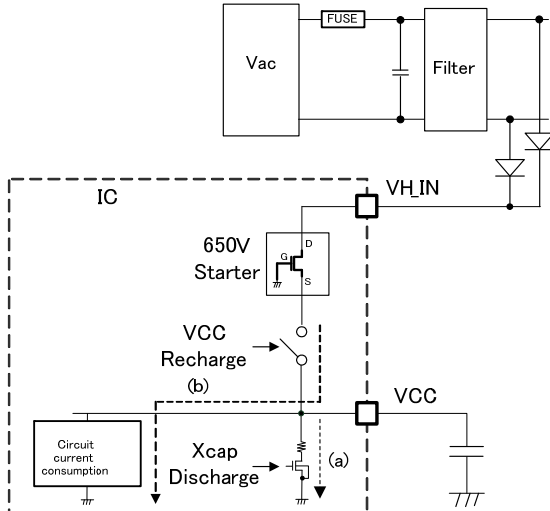 FUSE
Vac
Filter
IC
VH_IN
650V
Starter
D
G
S
VCC
Recharge
(b)
VCC
Circuit
current
consumption
Xcap
Discharge
(a)